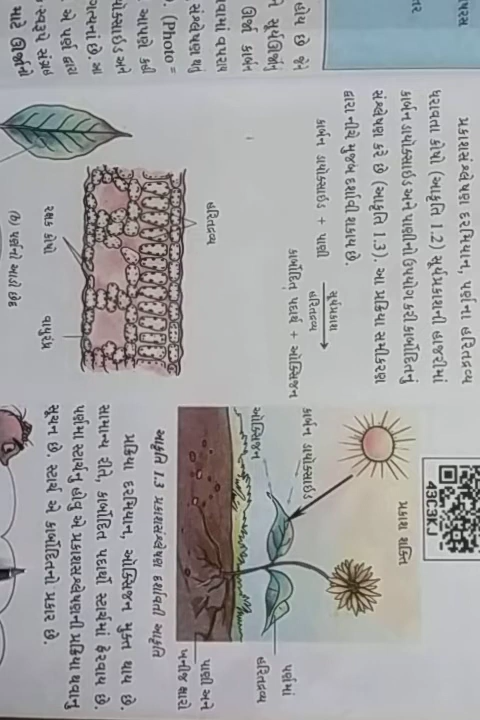 પ્રકાશસંશ્લેષણ દરમિયાન, પર્ણના હરિતદ્રવ્ય
ધરાવતા કોષો (આકૃતિ 1.2) સૂર્યપ્રકાશની હાજરીમાં
કાર્બન ડાયોક્સાઇડ અને પાણીનો ઉપયોગ કરી કાર્બોદિતનું
સંશ્લેષણ કરે છે (આકૃતિ 1.3). આ પ્રક્રિયા સમીકરણ
દ્વારા નીચે મુજબ દર્શાવી શકાય છે.
કાર્બન ડાયોક્સાઇડ + પાણી
સૂર્યપ્રકાશ
હરિતદ્રવ્ય
કાર્બોદિત પદાર્થ + ઓક્સિજન
હરિતદ્રવ્ય
રક્ષક કોષો
વાયુરંધ્ર
(b) પર્ણનો આડો છેદ
43C3KJ
પ્રકાશ શક્તિ
કાર્બન ડાયોક્સાઇડ
ઓક્સિજન
પર્ણમાં
હરિતદ્રવ્ય
પાણી અને
ખનીજ ક્ષારો
આકૃતિ 1.3 પ્રકાશસંશ્લેષણ દર્શાવતી આકૃતિ
પ્રક્રિયા દરમિયાન, ઓક્સિજન મુક્ત થાય છે.
સામાન્ય રીતે, કાર્બોદિત પદાર્થો સ્ટાર્ચમાં ફેરવાય છે.
પર્ણમાં સ્ટાર્ચનું હોવું એ પ્રકાશસંશ્લેષણની પ્રક્રિયા થવાનું
સૂચન છે. સ્ટાર્ચ એ કાર્બોદિતનો પ્રકાર છે.